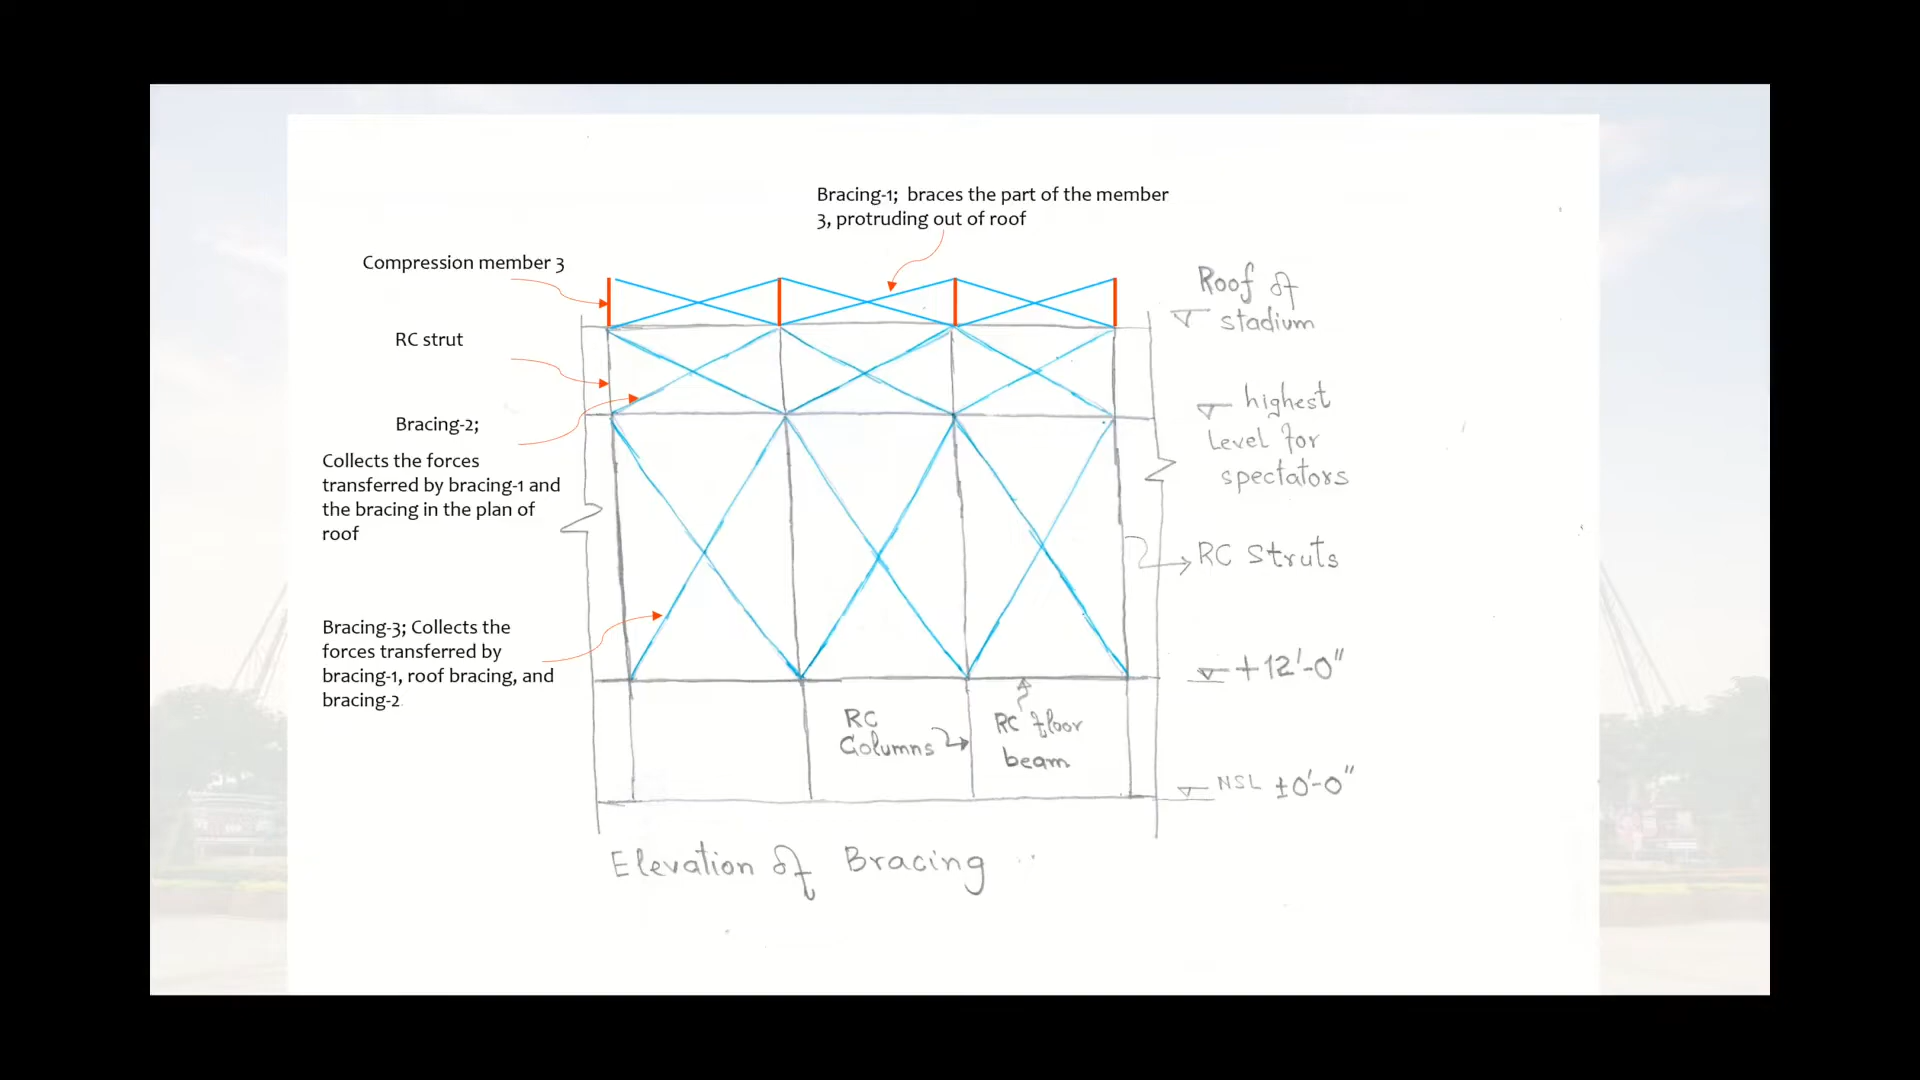 Bracing-1; braces the part of the member
3, protruding out of roof
Compression member 3
Roof of
stadium
RC strut
highest
Level for
spectators
Bracing-2;
Collects the forces
transferred by bracing-1 and
the bracing in the plan of
roof
RC Struts
Bracing-3; Collects the
forces transferred by
bracing-1, roof bracing, and
bracing-2
+12'-0"
RC
Columns
RC floor
beam
NSL ±0'-0"
Elevation of Bracing